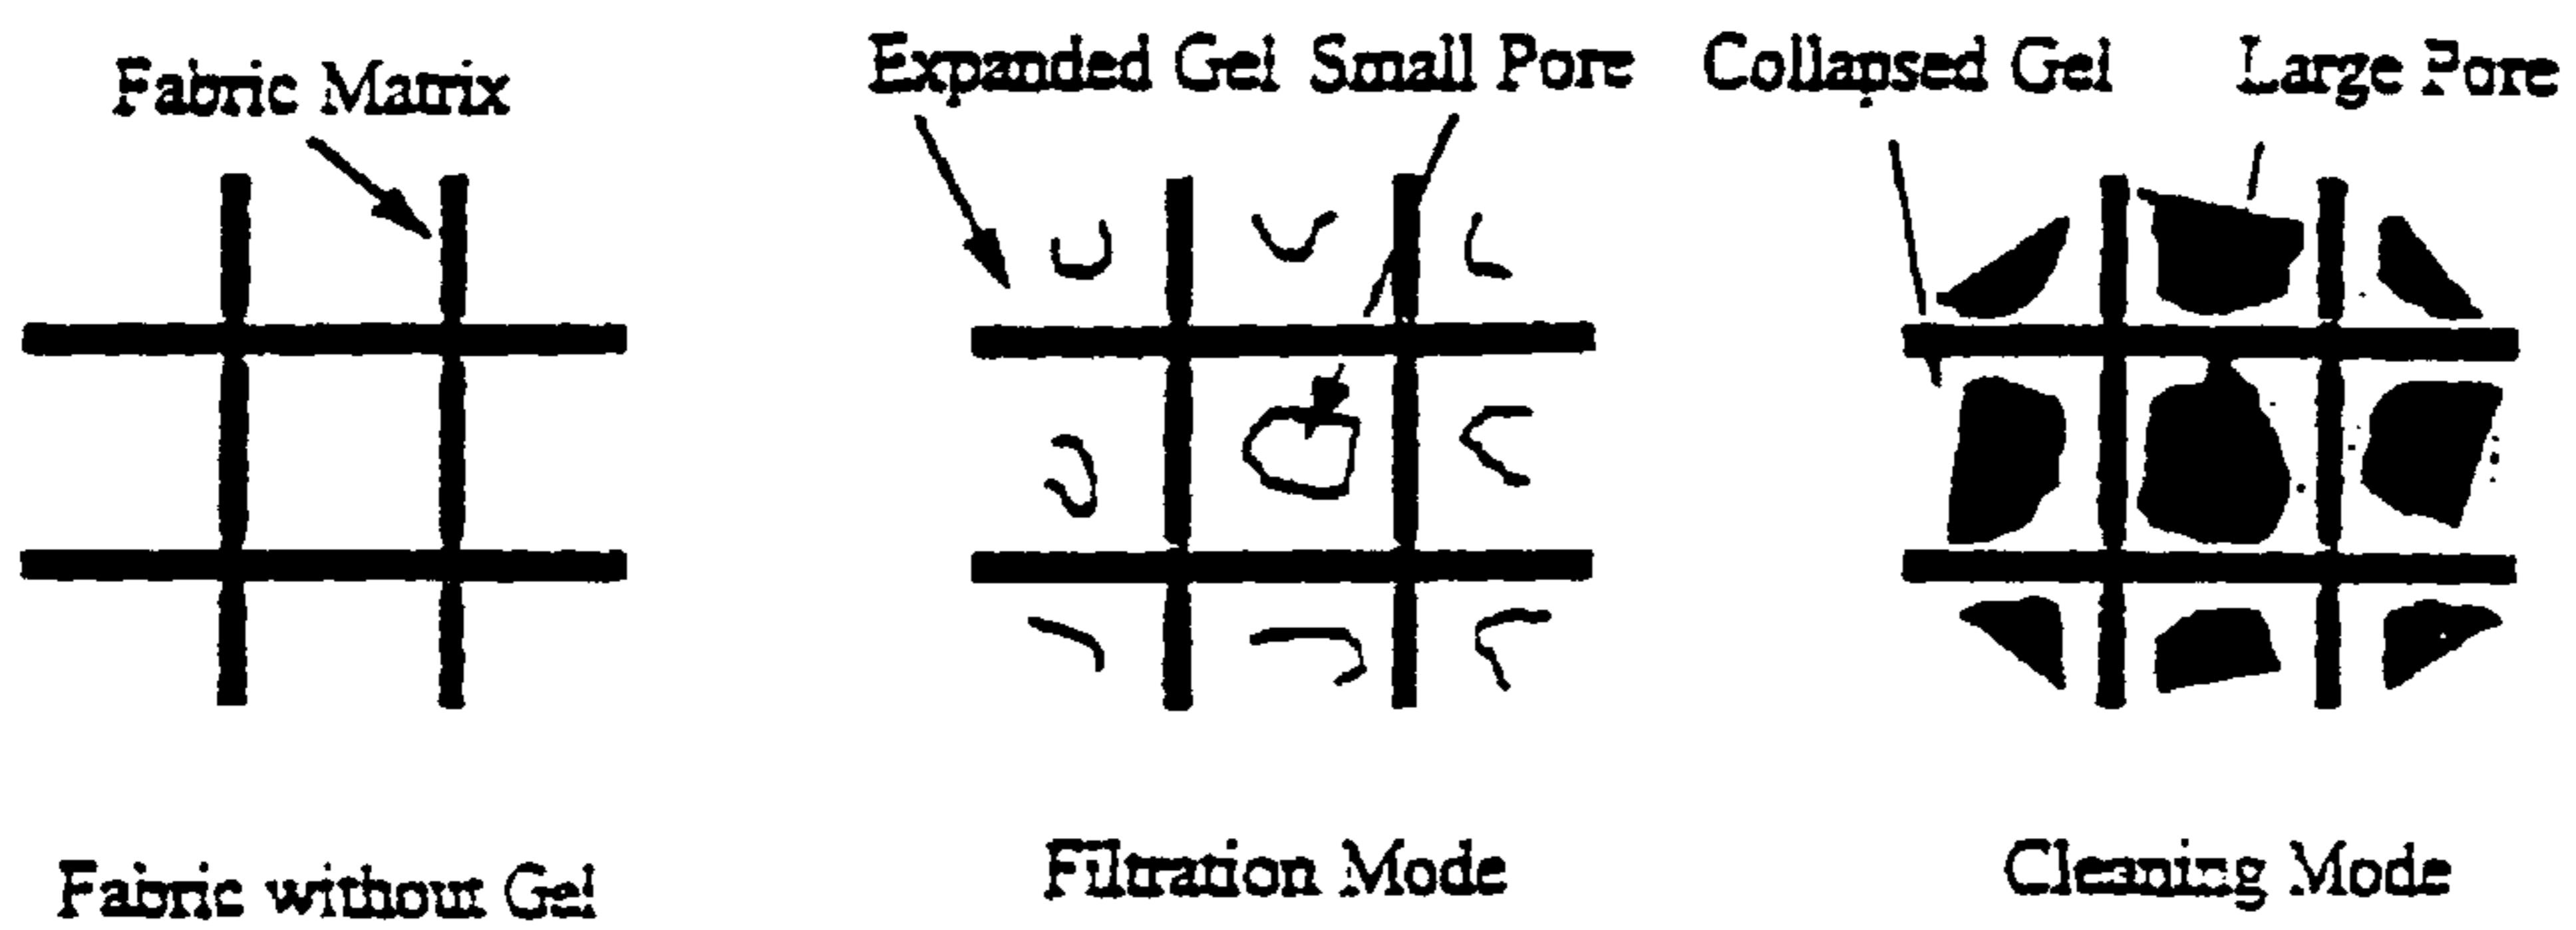 Fabric Matrix
Expanded Gel Small Pore
Collapsed Gel
Large Pore
Fabric without Gel
Filtration Mode
Cleaning Mode